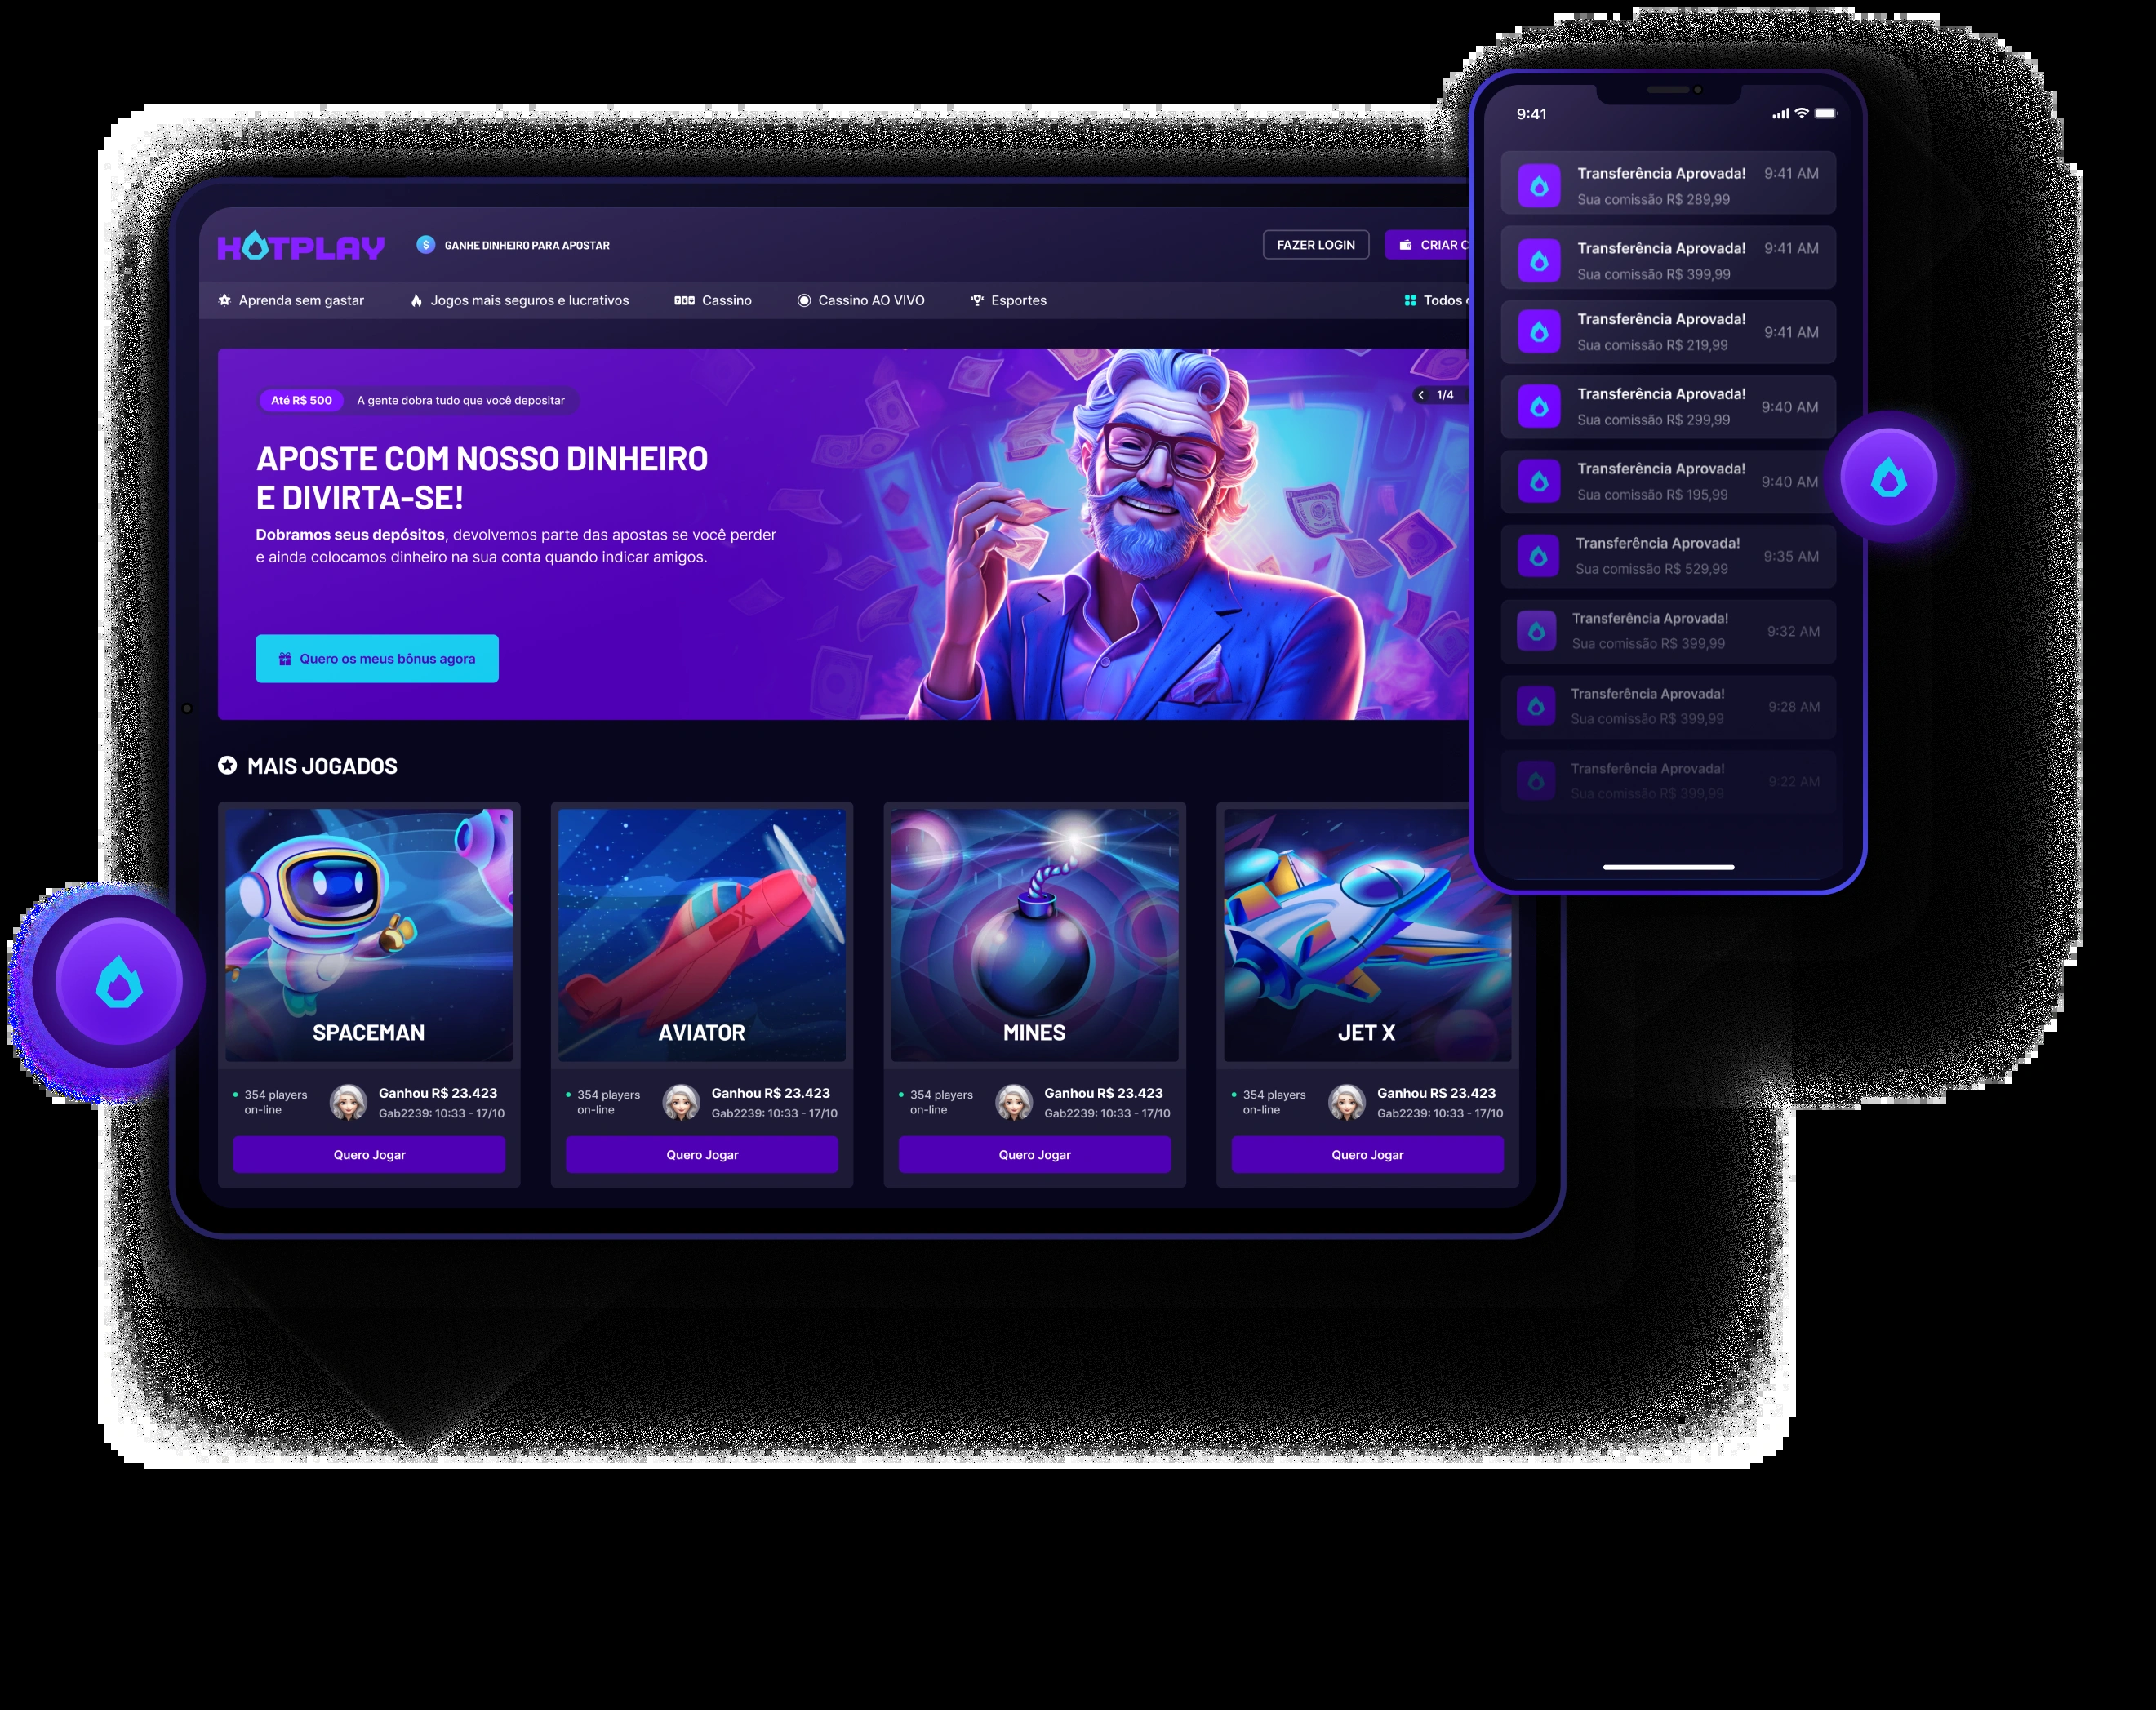 HOTPLAY
GANHE DINHEIRO PARA APOSTAR
FAZER LOGIN
CRIAR
Aprenda sem gastar
Jogos mais seguros e lucrativos
Cassino
Cassino AO VIVO
Esportes
Todos
Até R$ 500
A gente dobra tudo que você depositar
1/4
APOSTE COM NOSSO DINHEIRO
E DIVIRTA-SE!
Dobramos seus depósitos, devolvemos parte das apostas se você perder
e ainda colocamos dinheiro na sua conta quando indicar amigos.
Quero os meus bônus agora
MAIS JOGADOS
SPACEMAN
354 players
on-line
Ganhou R$ 23.423
Gab2239: 10:33 - 17/10
Quero Jogar
AVIATOR
354 players
on-line
Ganhou R$ 23.423
Gab2239: 10:33 - 17/10
Quero Jogar
MINES
354 players
on-line
Ganhou R$ 23.423
Gab2239: 10:33 - 17/10
Quero Jogar
JET X
354 players
on-line
Ganhou R$ 23.423
Gab2239: 10:33 - 17/10
Quero Jogar
9:41
Transferência Aprovada! 9:41 AM
Sua comissão R$ 289,99
Transferência Aprovada! 9:41 AM
Sua comissão R$ 399,99
Transferência Aprovada! 9:41 AM
Sua comissão R$ 219,99
Transferência Aprovada! 9:40 AM
Sua comissão R$ 299,99
Transferência Aprovada! 9:40 AM
Sua comissão R$ 195,99
Transferência Aprovada! 9:35 AM
Sua comissão R$ 529,99
Transferência Aprovada! 9:32 AM
Sua comissão R$ 399,99
Transferência Aprovada! 9:28 AM
Sua comissão R$ 399,99
Transferência Aprovada! 9:22 AM
Sua comissão R$ 399,99